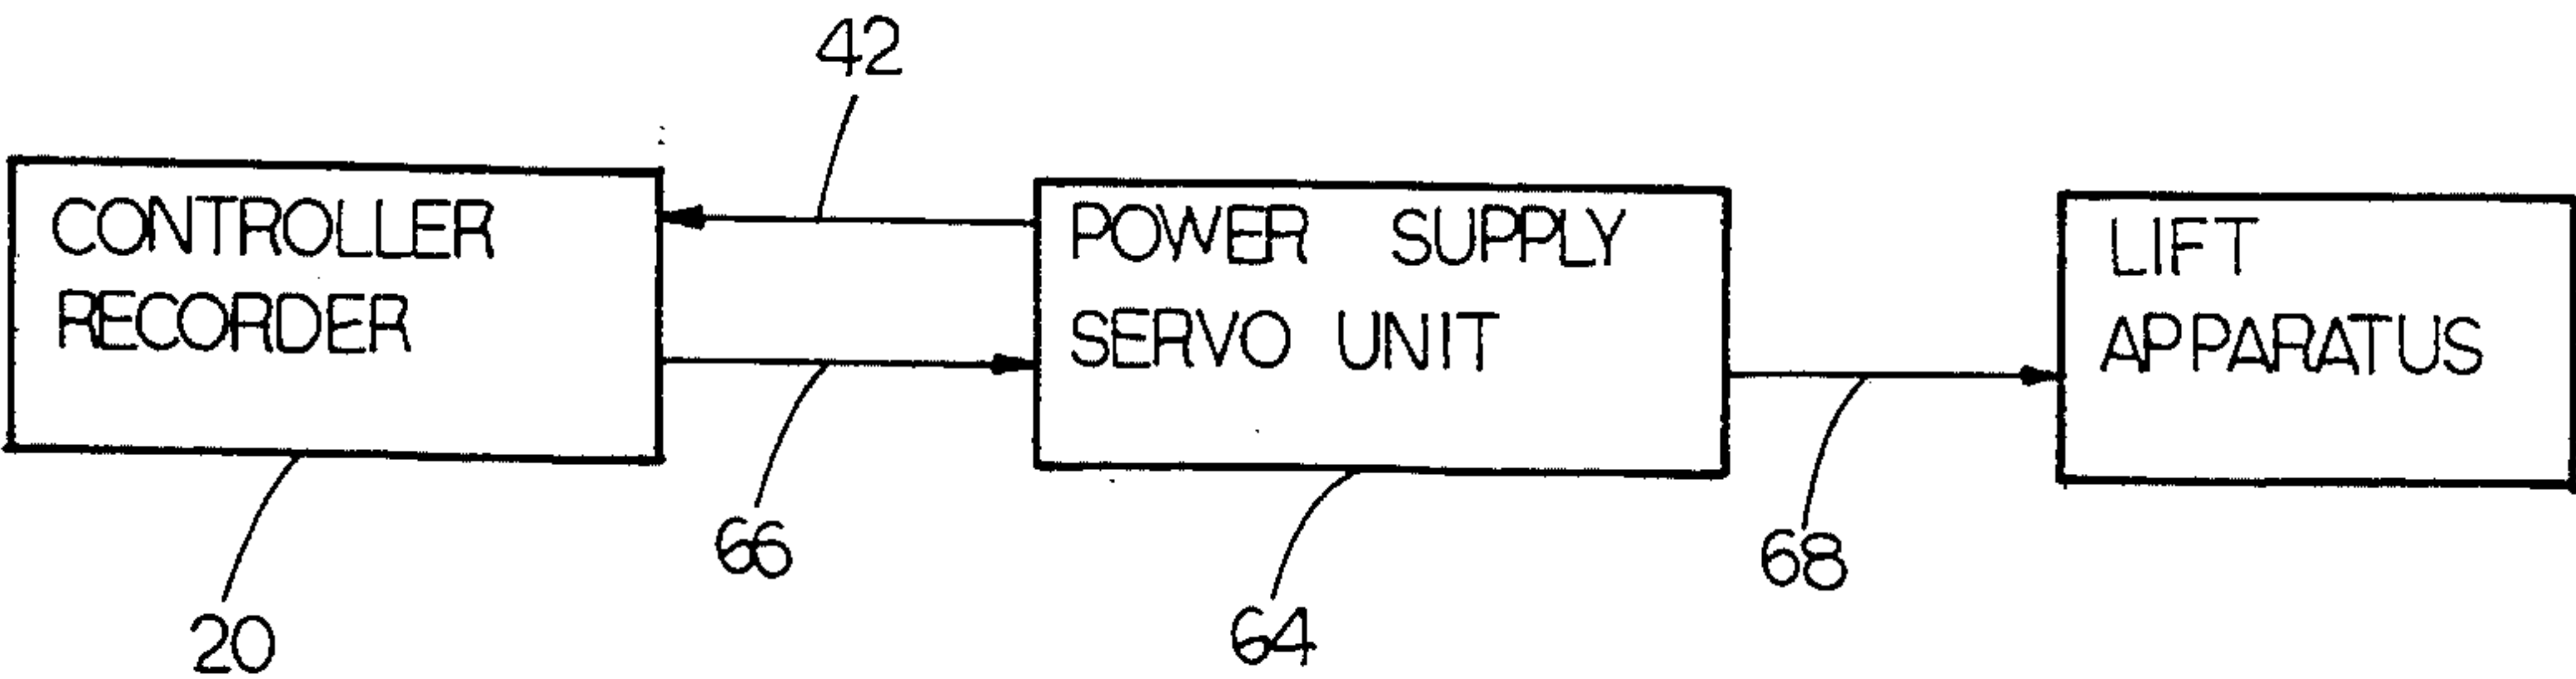 42
CONTROLLER
RECORDER
POWER SUPPLY
SERVO UNIT
LIFT
APPARATUS
66
68
20
64